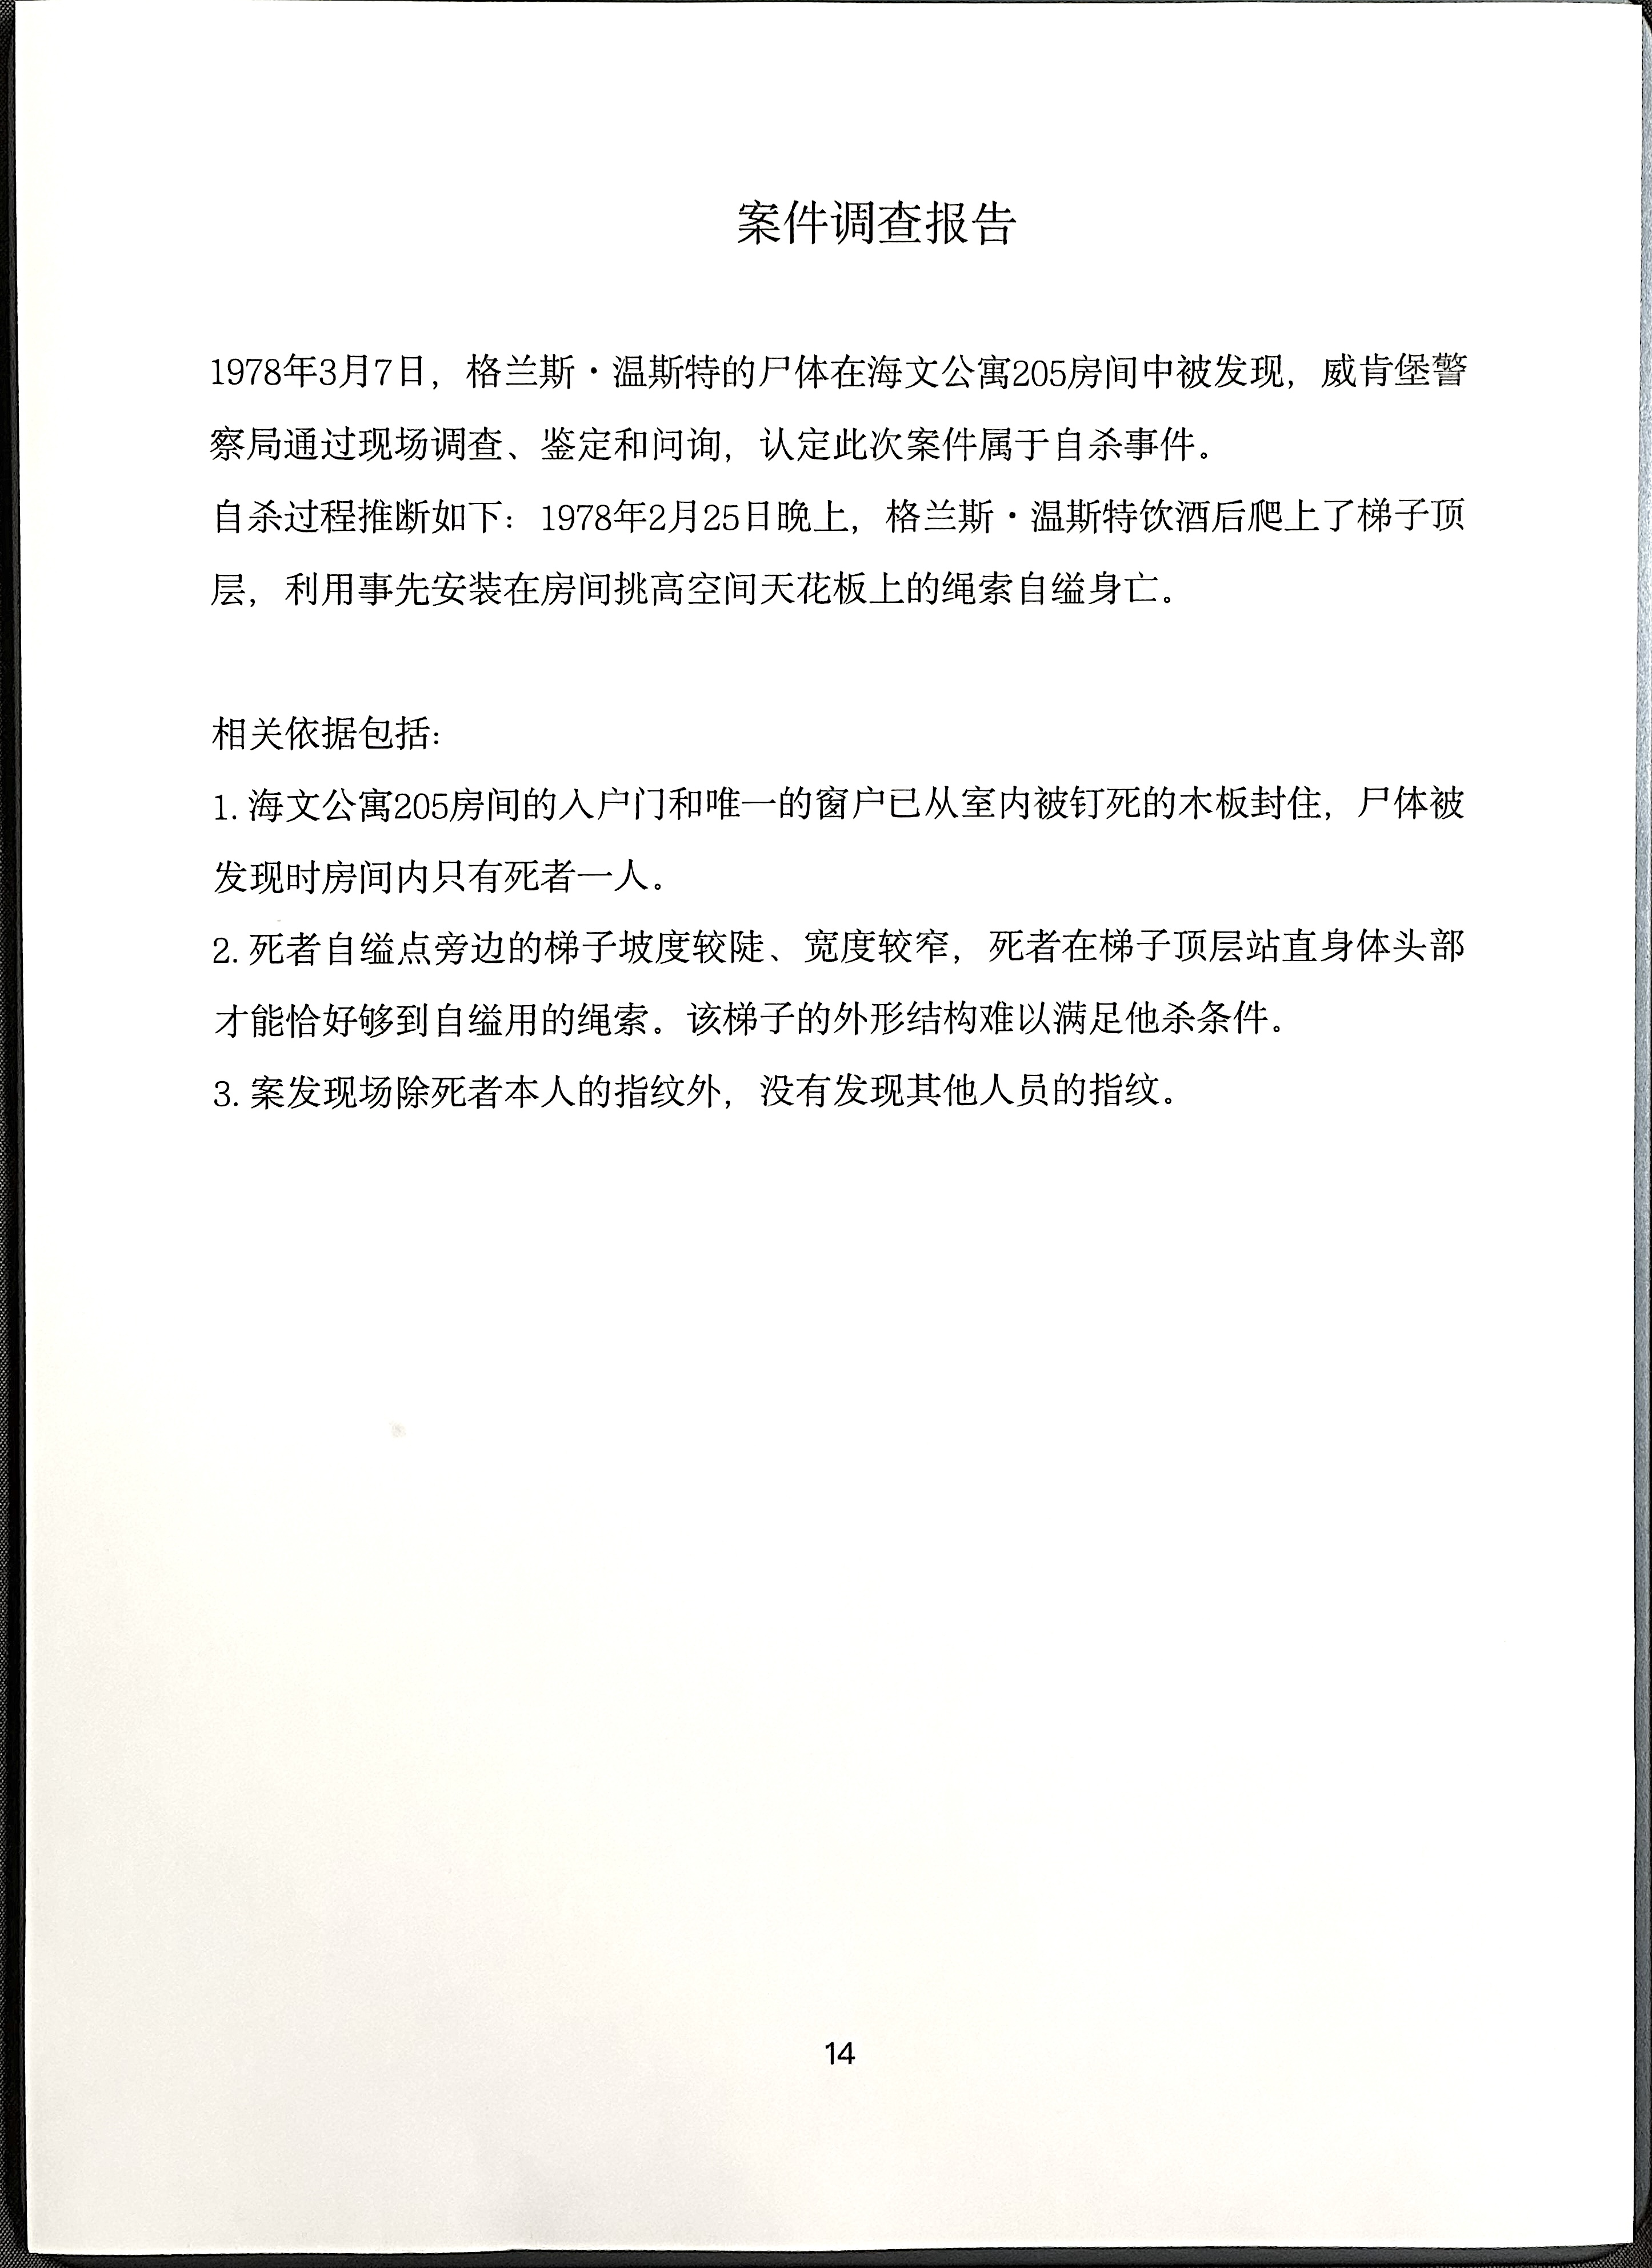 案件调查报告
1978年3月7日，格兰斯·温斯特的尸体在海文公寓205房间中被发现，威肯堡警
察局通过现场调查、鉴定和问询，认定此次案件属于自杀事件。
自杀过程推断如下：1978年2月25日晚上，格兰斯·温斯特饮酒后爬上了梯子顶
层，利用事先安装在房间挑高空间天花板上的绳索自缢身亡。
相关依据包括:
1. 海文公寓205房间的入户门和唯一的窗户已从室内被钉死的木板封住，尸体被
发现时房间内只有死者一人。
2. 死者自缢点旁边的梯子坡度较陡、宽度较窄，死者在梯子顶层站直身体头部
才能恰好够到自缢用的绳索。该梯子的外形结构难以满足他杀条件。
3. 案发现场除死者本人的指纹外，没有发现其他人员的指纹。
14